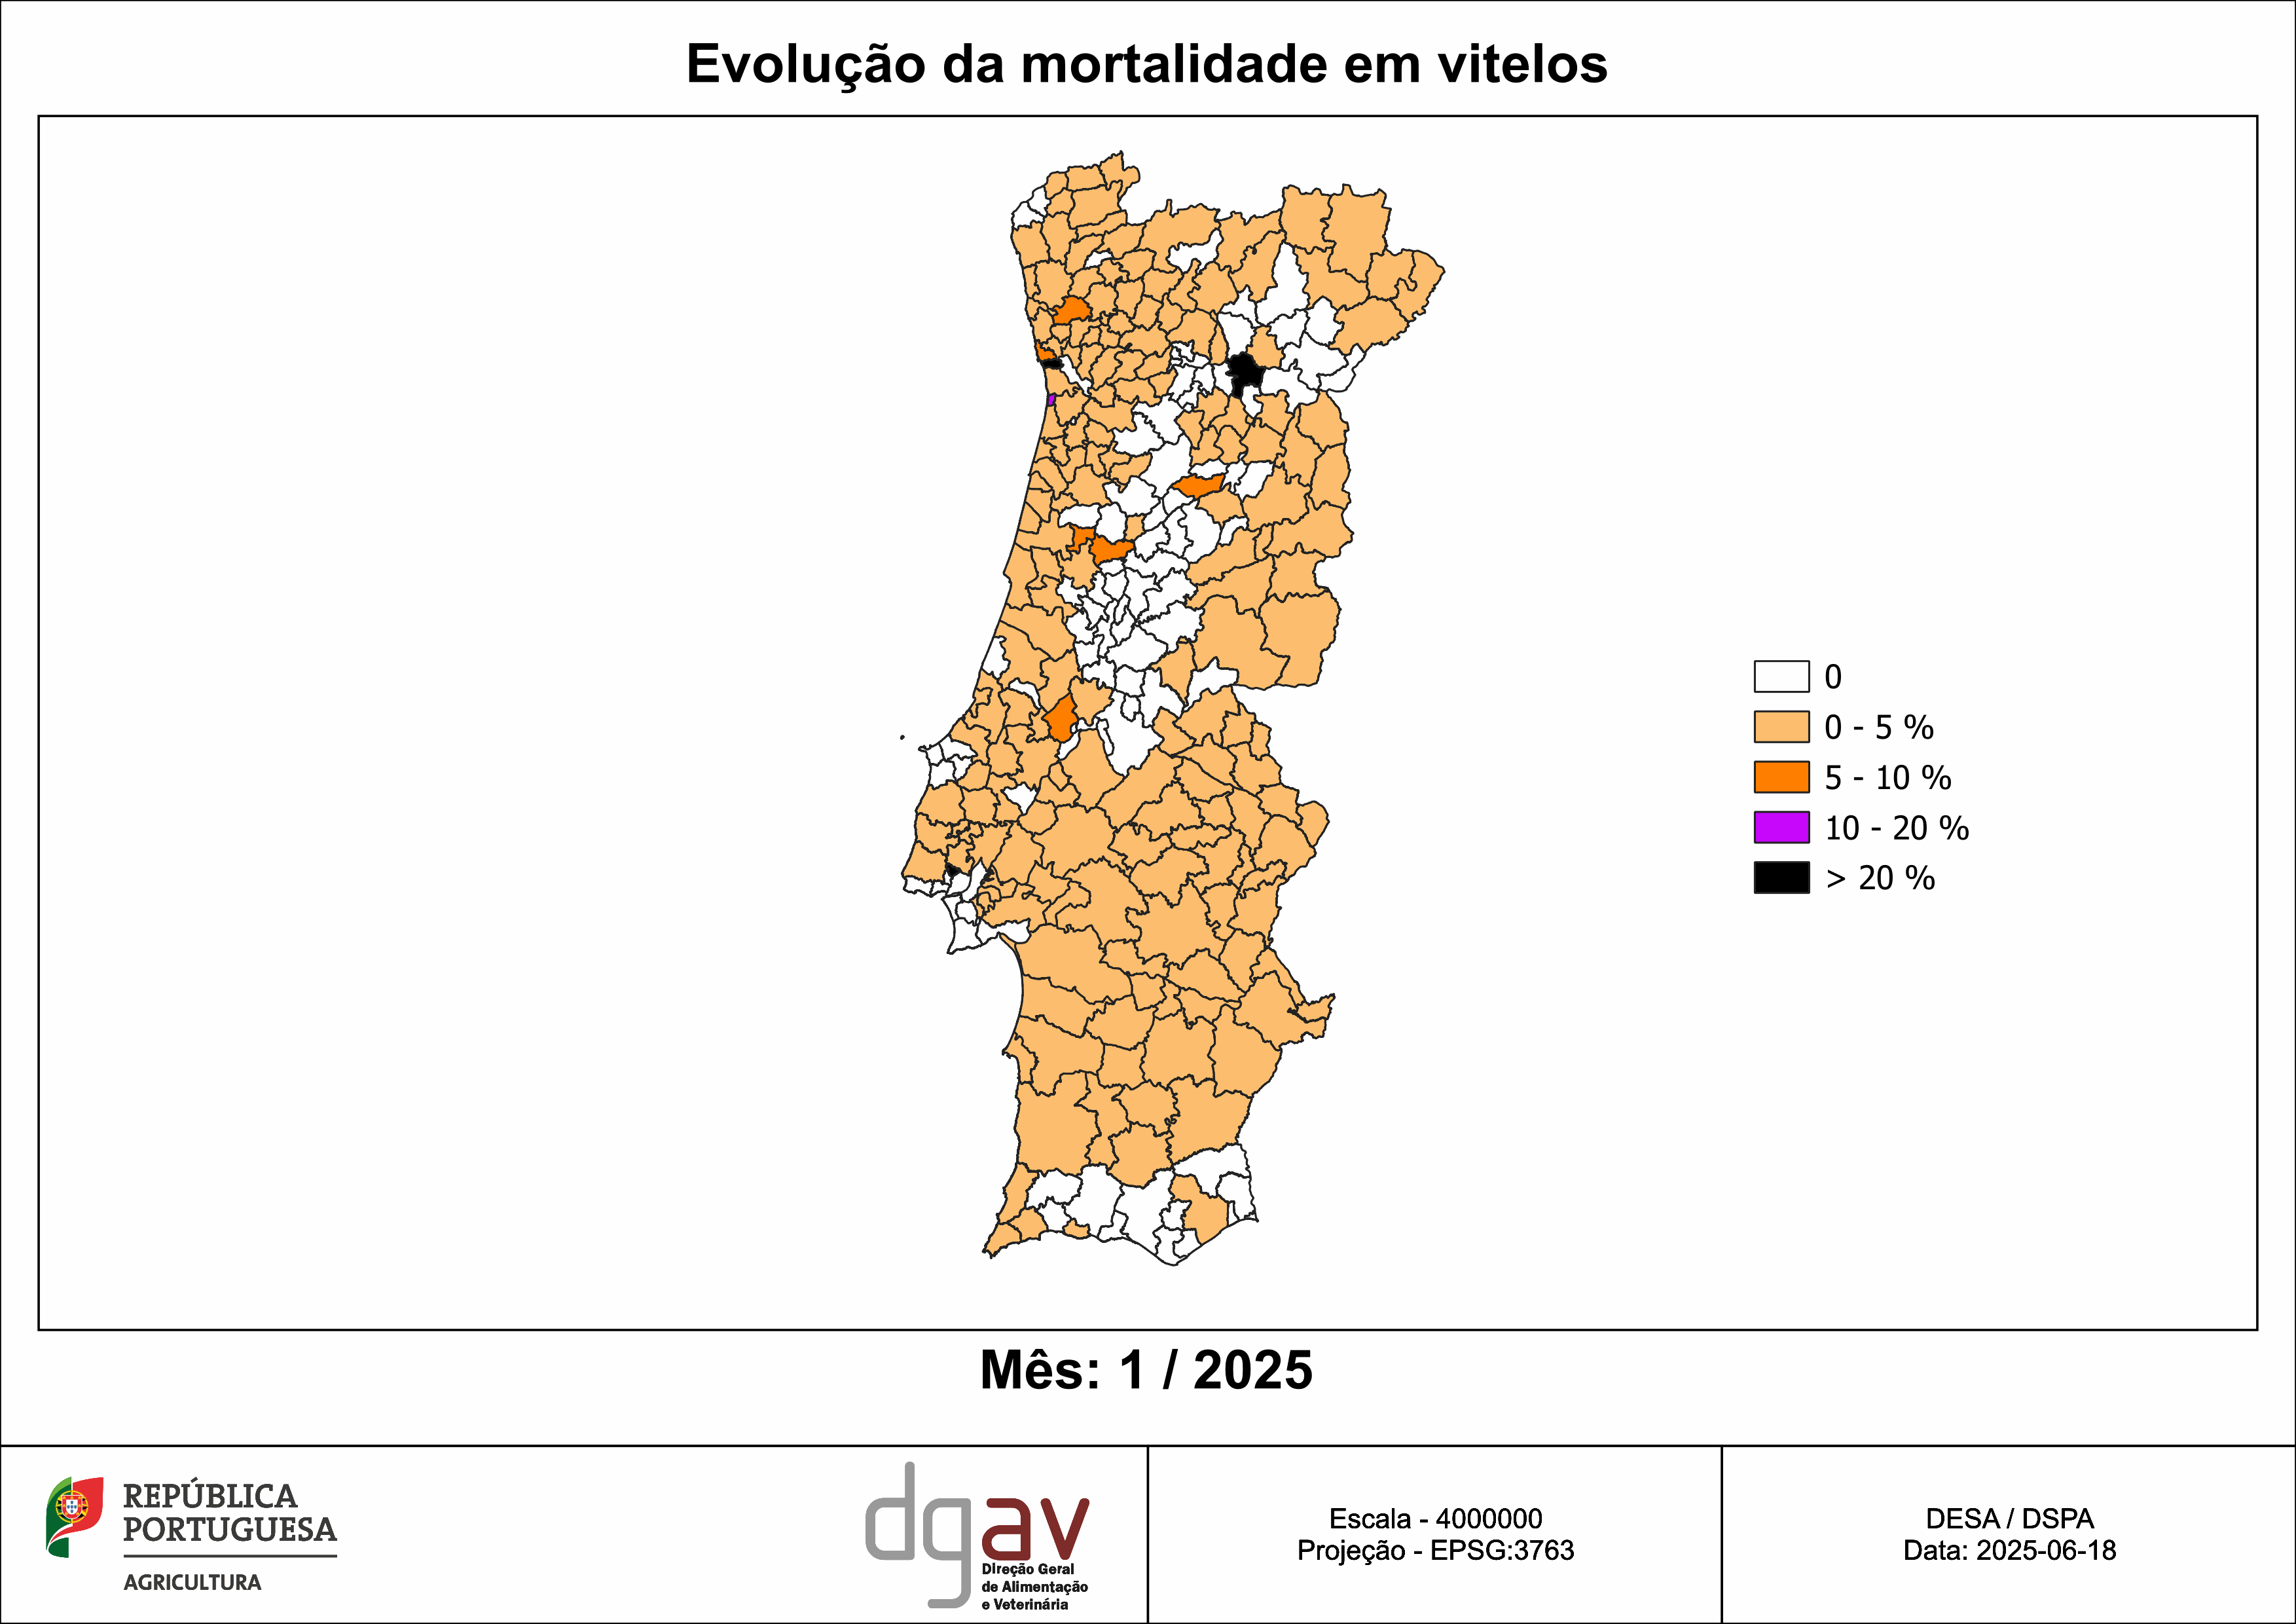 Evolução da mortalidade em vitelos
0
0 - 5 %
5 - 10 %
10 - 20 %
> 20 %
Mês: 1 / 2025
REPÚBLICA
PORTUGUESA
AGRICULTURA
dgav
Direção Geral
de Alimentação
e Veterinária
Escala - 4000000
Projeção - EPSG:3763
DESA / DSPA
Data: 2025-06-18